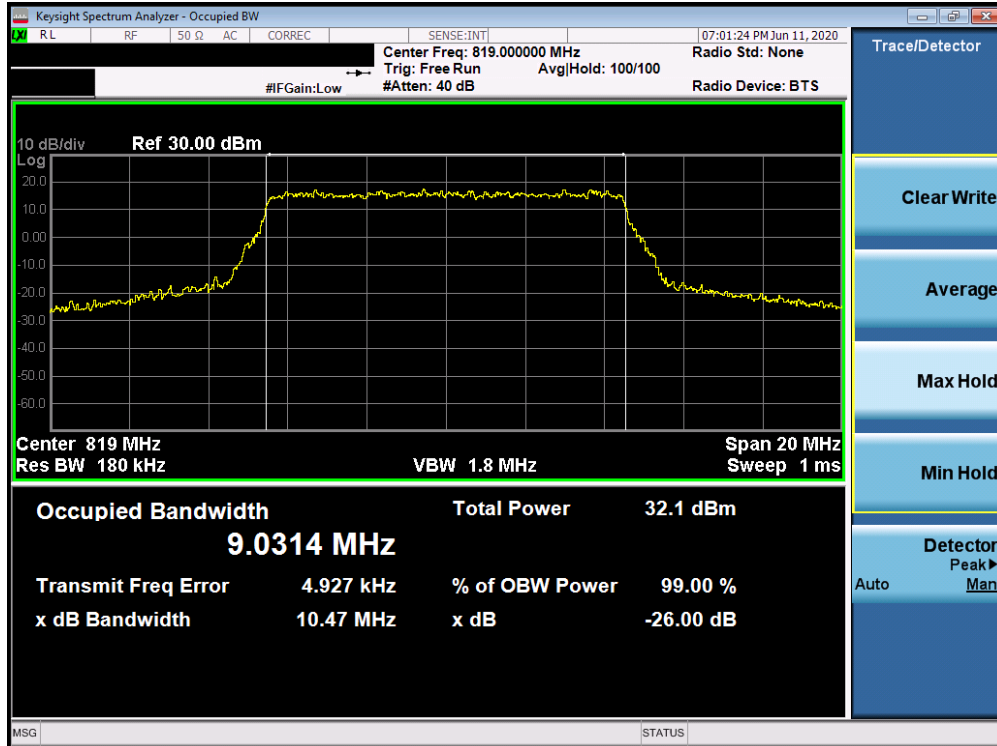 Keysight Spectrum Analyzer - Occupied BW
LXI RL RF 50 Ω AC CORREC SENSE:INT 07:01:24 PM Jun 11, 2020
Center Freq: 819.000000 MHz Radio Std: None
Trig: Free Run Avg|Hold: 100/100
#IFGain:Low #Atten: 40 dB Radio Device: BTS
10 dB/div Ref 30.00 dBm
Log
20.0
10.0
0.00
-10.0
-20.0
-30.0
-40.0
-50.0
-60.0
Center 819 MHz Span 20 MHz
Res BW 180 kHz VBW 1.8 MHz Sweep 1 ms
Occupied Bandwidth Total Power 32.1 dBm
9.0314 MHz
Transmit Freq Error 4.927 kHz % of OBW Power 99.00 %
x dB Bandwidth 10.47 MHz x dB -26.00 dB
MSG STATUS
Trace/Detector
Clear Write
Average
Max Hold
Min Hold
Detector
Peak▶
Auto Man